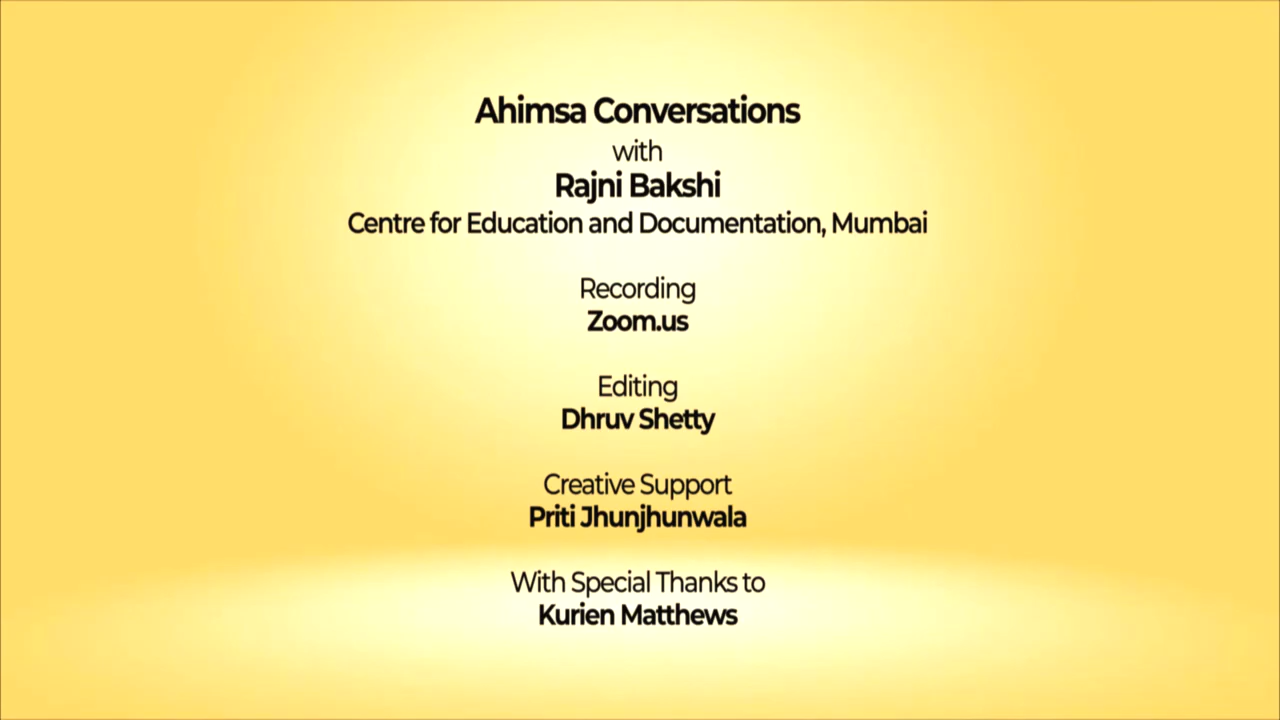 Ahimsa Conversations
with
Rajni Bakshi
Centre for Education and Documentation, Mumbai
Recording
Zoom.us
Editing
Dhruv Shetty
Creative Support
Priti Jhunjhunwala
With Special Thanks to
Kurien Matthews